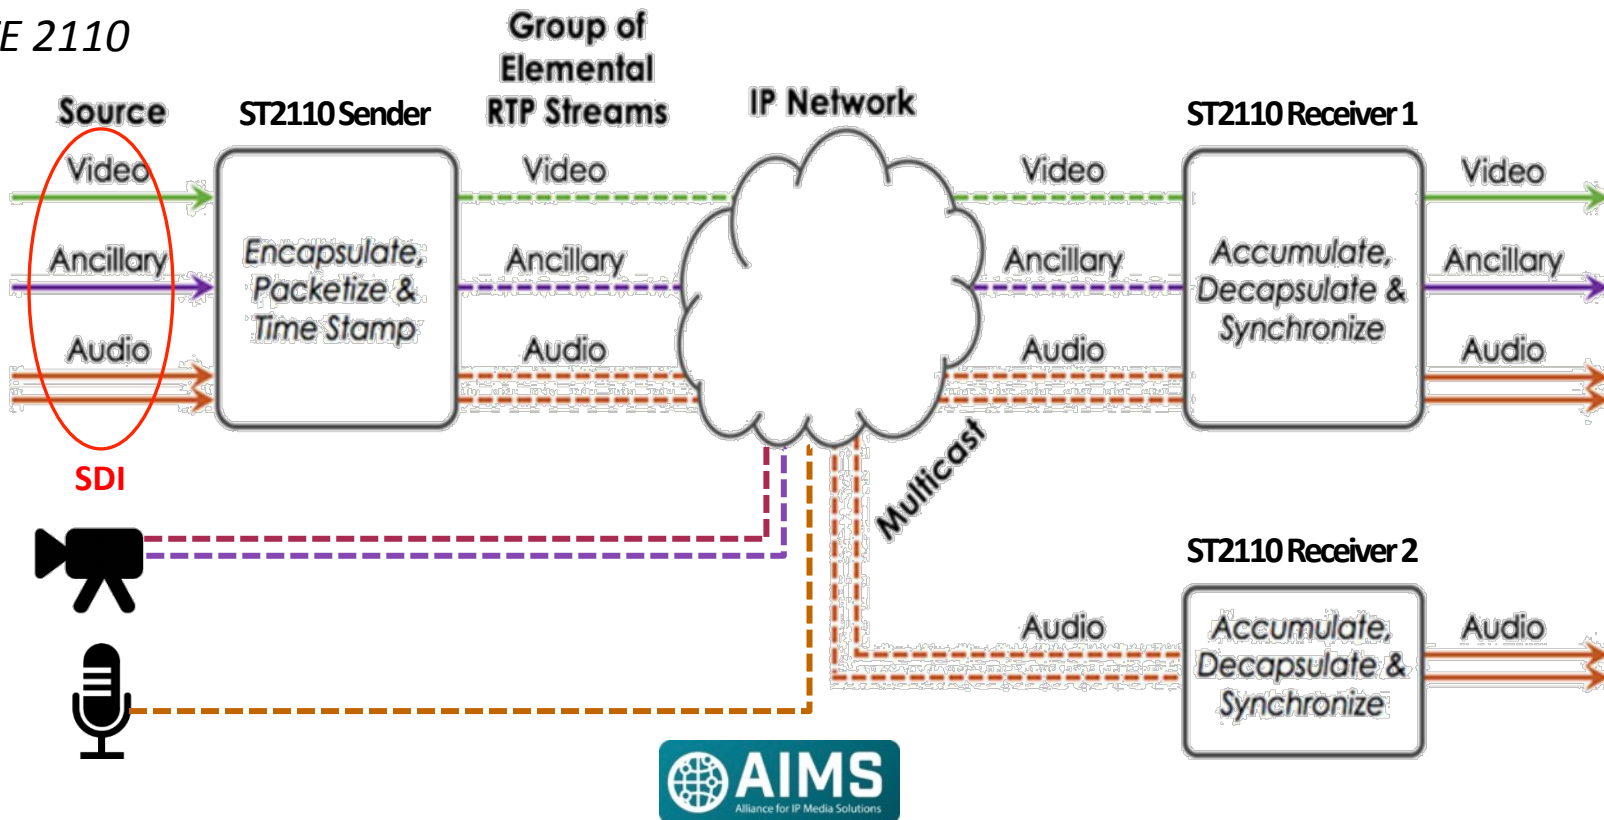 E 2110
Group of
Elemental
RTP Streams
Source
ST2110 Sender
IP Network
ST2110 Receiver 1
Video
Video
Video
Video
Ancillary
Encapsulate,
Packetize &
Time Stamp
Ancillary
Ancillary
Accumulate,
Decapsulate &
Synchronize
Ancillary
Audio
Audio
Audio
Audio
SDI
Multicast
ST2110 Receiver 2
Audio
Accumulate,
Decapsulate &
Synchronize
Audio
AIMS
Alliance for IP Media Solutions